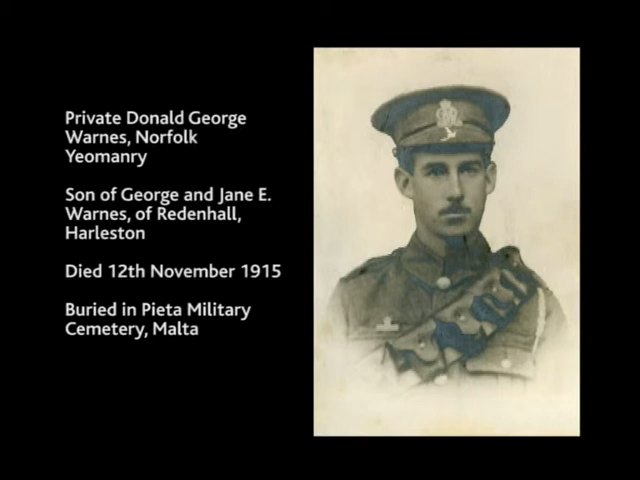 Private Donald George
Warnes, Norfolk
Yeomanry
Son of George and Jane E.
Warnes, of Redenhall,
Harleston
Died 12th November 1915
Buried in Pieta Military
Cemetery, Malta